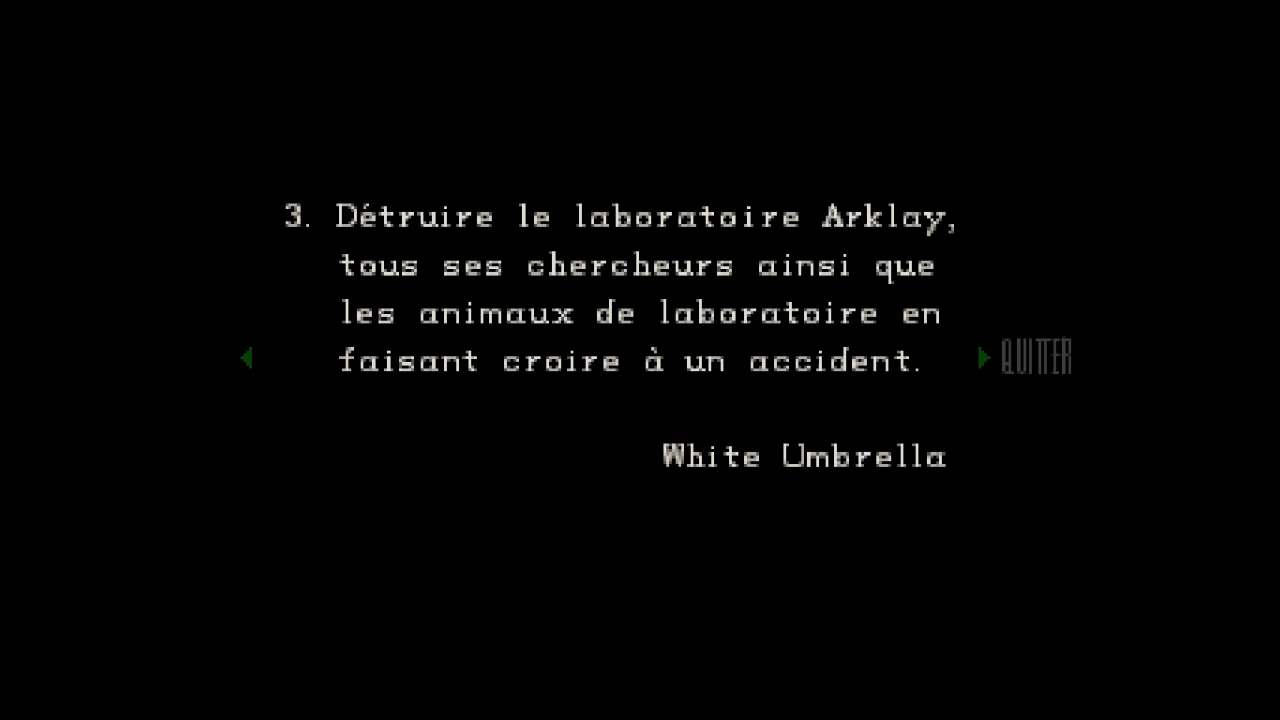 3. Détruire le laboratoire Arklay,
tous ses chercheurs ainsi que
les animaux de laboratoire en
faisant croire à un accident.
QUITTER
White Umbrella